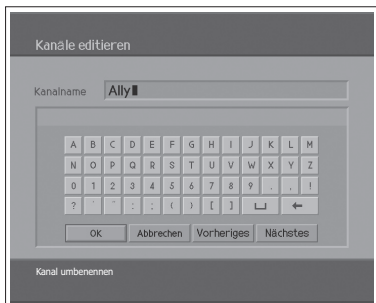 Kanäle editieren
Kanalname Ally
A B C D E F G H I J K L M
N O P Q R S T U V W X Y Z
0 1 2 3 4 5 6 7 8 9 . , !
? : ; ( ) [ ]
OK Abbrechen Vorheriges Nächstes
Kanal umbenennen